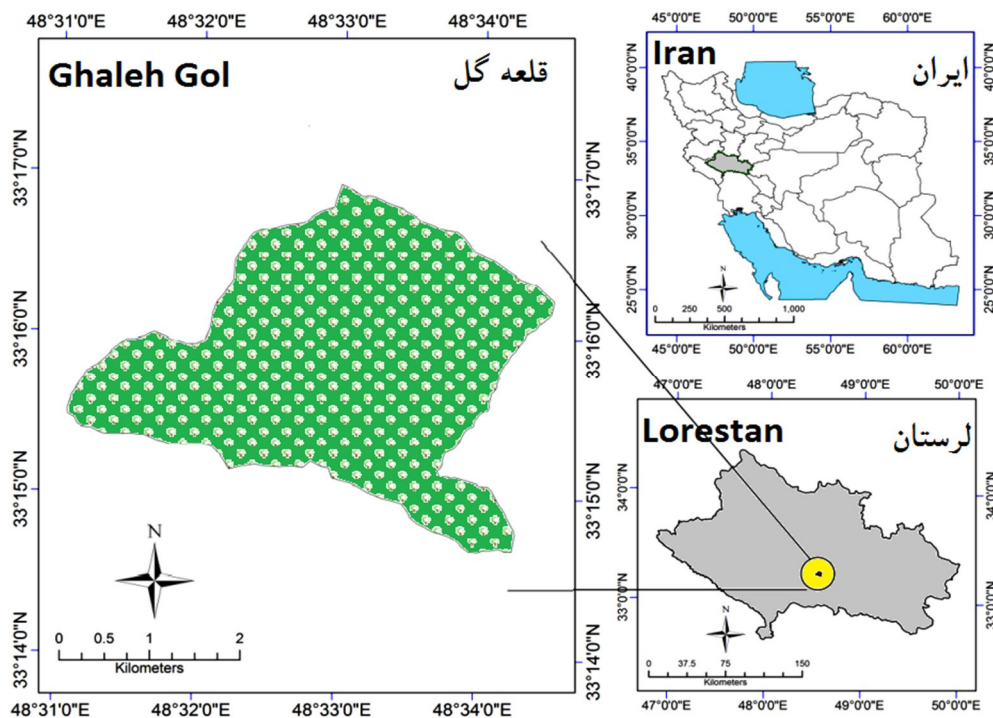 48°31'0"E 48°32'0"E 48°33'0"E 48°34'0"E
Ghaleh Gol قلعه گل
33°17'0"N 33°17'0"N
33°16'0"N 33°16'0"N
33°15'0"N 33°15'0"N
33°14'0"N 33°14'0"N
N
0 0.5 1 2
Kilometers
48°31'0"E 48°32'0"E 48°33'0"E 48°34'0"E
45°0'0"E 50°0'0"E 55°0'0"E 60°0'0"E
Iran ایران
40°0'0"N 40°0'0"N
35°0'0"N 35°0'0"N
30°0'0"N 30°0'0"N
25°0'0"N 25°0'0"N
N
0 250 500 1,000
Kilometers
45°0'0"E 50°0'0"E 55°0'0"E 60°0'0"E
47°0'0"E 48°0'0"E 49°0'0"E 50°0'0"E
Lorestan لرستان
34°0'0"N 34°0'0"N
33°0'0"N 33°0'0"N
N
0 37.5 75 150
Kilometers
47°0'0"E 48°0'0"E 49°0'0"E 50°0'0"E